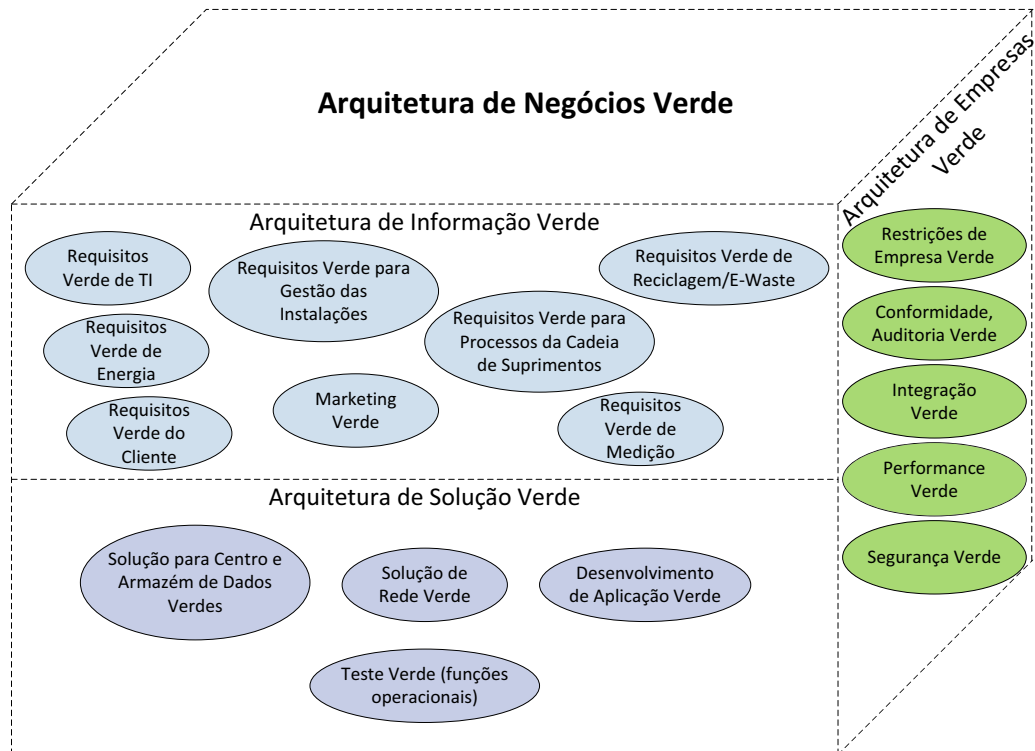 Arquitetura de Negócios Verde
Arquitetura de Empresas
Verde
Arquitetura de Informação Verde
Requisitos
Verde de TI
Requisitos Verde para
Gestão das
Instalações
Requisitos Verde de
Reciclagem/E-Waste
Requisitos
Verde de
Energia
Requisitos Verde para
Processos da Cadeia
de Suprimentos
Requisitos
Verde do
Cliente
Marketing
Verde
Requisitos
Verde de
Medição
Arquitetura de Solução Verde
Solução para Centro e
Armazém de Dados
Verdes
Solução de
Rede Verde
Desenvolvimento
de Aplicação Verde
Teste Verde (funções
operacionais)
Restrições de
Empresa Verde
Conformidade,
Auditoria Verde
Integração
Verde
Performance
Verde
Segurança Verde